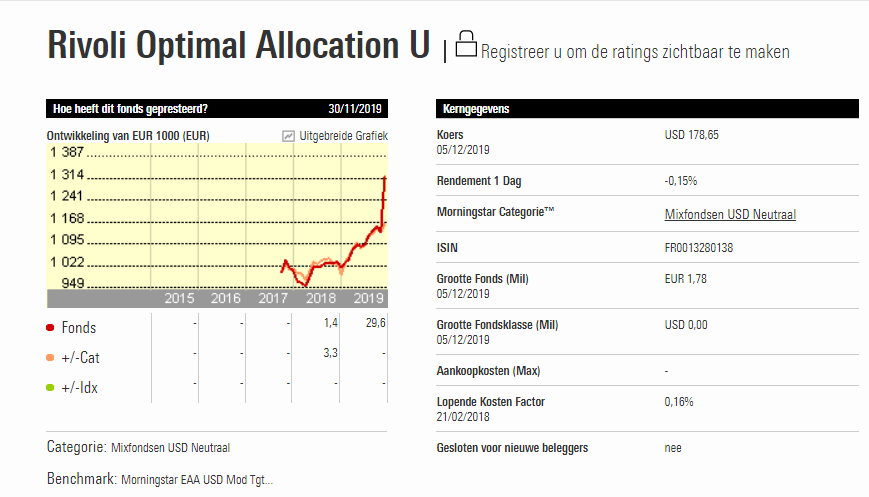 Rivoli Optimal Allocation U | Registreer u om de ratings zichtbaar te maken
Hoe heeft dit fonds gepresteerd? 30/11/2019
Ontwikkeling van EUR 1000 (EUR) Uitgebreide Grafiek
1 387
1 314
1 241
1 168
1 095
1 022
949
2015 2016 2017 2018 2019
Fonds - - - 1,4 29,6
+/-Cat - - - 3,3 -
+/-Idx - - - - -
Categorie: Mixfondsen USD Neutraal
Benchmark: Morningstar EAA USD Mod Tgt...
Kerngegevens
Koers USD 178,65
05/12/2019
Rendement 1 Dag -0,15%
Morningstar Categorie™ Mixfondsen USD Neutraal
ISIN FR0013280138
Grootte Fonds (Mil) EUR 1,78
05/12/2019
Grootte Fondsklasse (Mil) USD 0,00
05/12/2019
Aankoopkosten (Max) -
Lopende Kosten Factor 0,16%
21/02/2018
Gesloten voor nieuwe beleggers nee